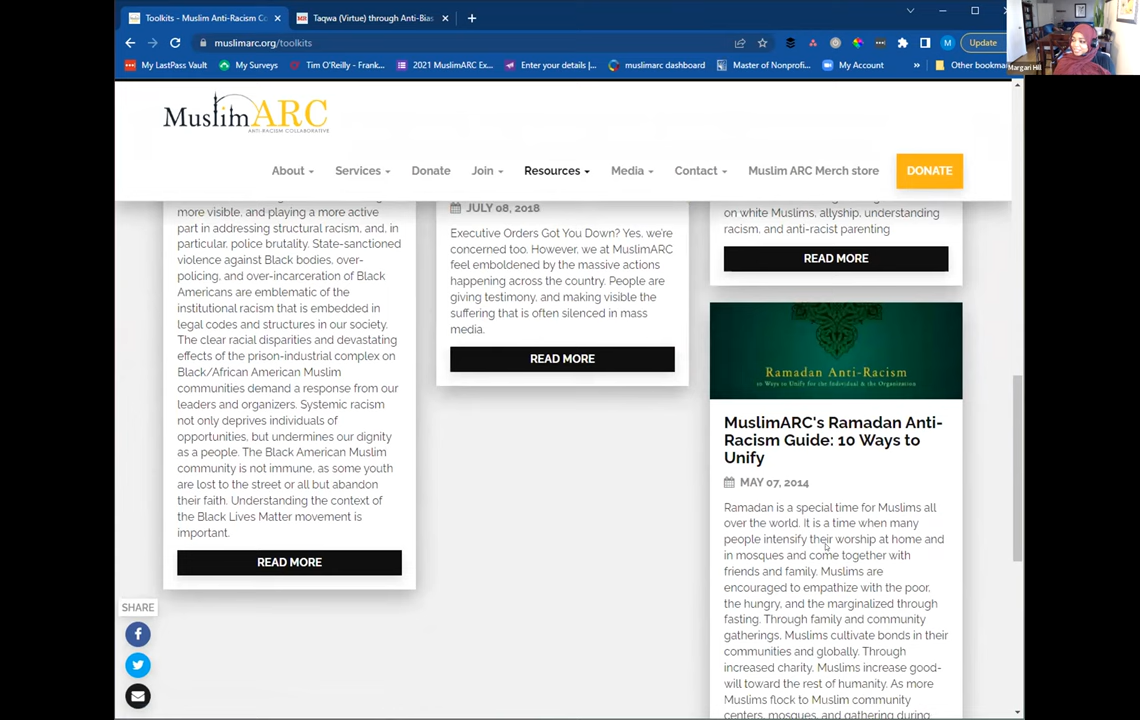 Toolkits - Muslim Anti-Racism Co
Taqwa (Virtue) through Anti-Bias
muslimarc.org/toolkits
Update
My LastPass Vault
My Surveys
Tim O'Reilly - Frank...
2021 MuslimARC Ex...
Enter your details |...
muslimarc dashboard
Master of Nonprofi...
My Account
»
Other bookmar
Margari Hill
MuslimARC
ANTI-RACISM COLLABORATIVE
About
Services
Donate
Join
Resources
Media
Contact
Muslim ARC Merch store
DONATE
more visible, and playing a more active
part in addressing structural racism, and, in
particular, police brutality. State-sanctioned
violence against Black bodies, over-
policing, and over-incarceration of Black
Americans are emblematic of the
institutional racism that is embedded in
legal codes and structures in our society.
The clear racial disparities and devastating
effects of the prison-industrial complex on
Black/African American Muslim
communities demand a response from our
leaders and organizers. Systemic racism
not only deprives individuals of
opportunities, but undermines our dignity
as a people. The Black American Muslim
community is not immune, as some youth
are lost to the street or all but abandon
their faith. Understanding the context of
the Black Lives Matter movement is
important.
READ MORE
JULY 08, 2018
Executive Orders Got You Down? Yes, we're
concerned too. However, we at MuslimARC
feel emboldened by the massive actions
happening across the country. People are
giving testimony, and making visible the
suffering that is often silenced in mass
media.
READ MORE
on white Muslims, allyship, understanding
racism, and anti-racist parenting
READ MORE
Ramadan Anti-Racism
10 Ways to Unify for the Individual & the Organization
MuslimARC's Ramadan Anti-
Racism Guide: 10 Ways to
Unify
MAY 07, 2014
Ramadan is a special time for Muslims all
over the world. It is a time when many
people intensify their worship at home and
in mosques and come together with
friends and family. Muslims are
encouraged to empathize with the poor,
the hungry, and the marginalized through
fasting. Through family and community
gatherings, Muslims cultivate bonds in their
communities and globally. Through
increased charity, Muslims increase good-
will toward the rest of humanity. As more
Muslims flock to Muslim community
centers, mosques, and gathering during
SHARE